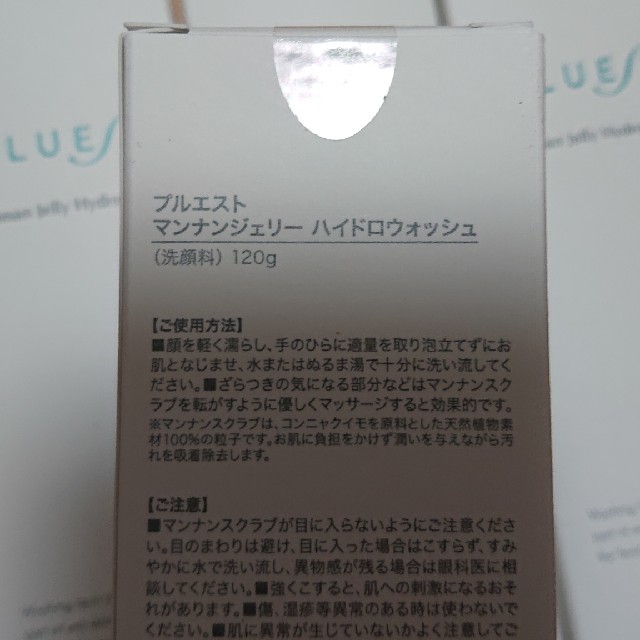 プルエスト
マンナンジェリー ハイドロウォッシュ
（洗顔料）120g
【ご使用方法】
■顔を軽く濡らし、手のひらに適量を取り泡立てずにお
肌となじませ、水またはぬるま湯で十分に洗い流してく
ださい。■ざらつきの気になる部分などはマンナンスク
ラブを転がすように優しくマッサージすると効果的です。
※マンナンスクラブは、コンニャクイモを原料とした天然植物素
材100%の粒子です。お肌に負担をかけず潤いを与えながら汚
れを吸着除去します。
【ご注意】
■マンナンスクラブが目に入らないようにご注意くださ
い。目のまわりは避け、目に入った場合はこすらず、すみ
やかに水で洗い流し、異物感が残る場合は眼科医に相
談してください。■強くこすると、肌への刺激になるおそ
れがあります。■傷、湿疹等異常のある時は使わないで
ください。■肌に異常が生じていないかよく注意してご
LUES
Jelly Hydro
LUES
Jelly Hydro